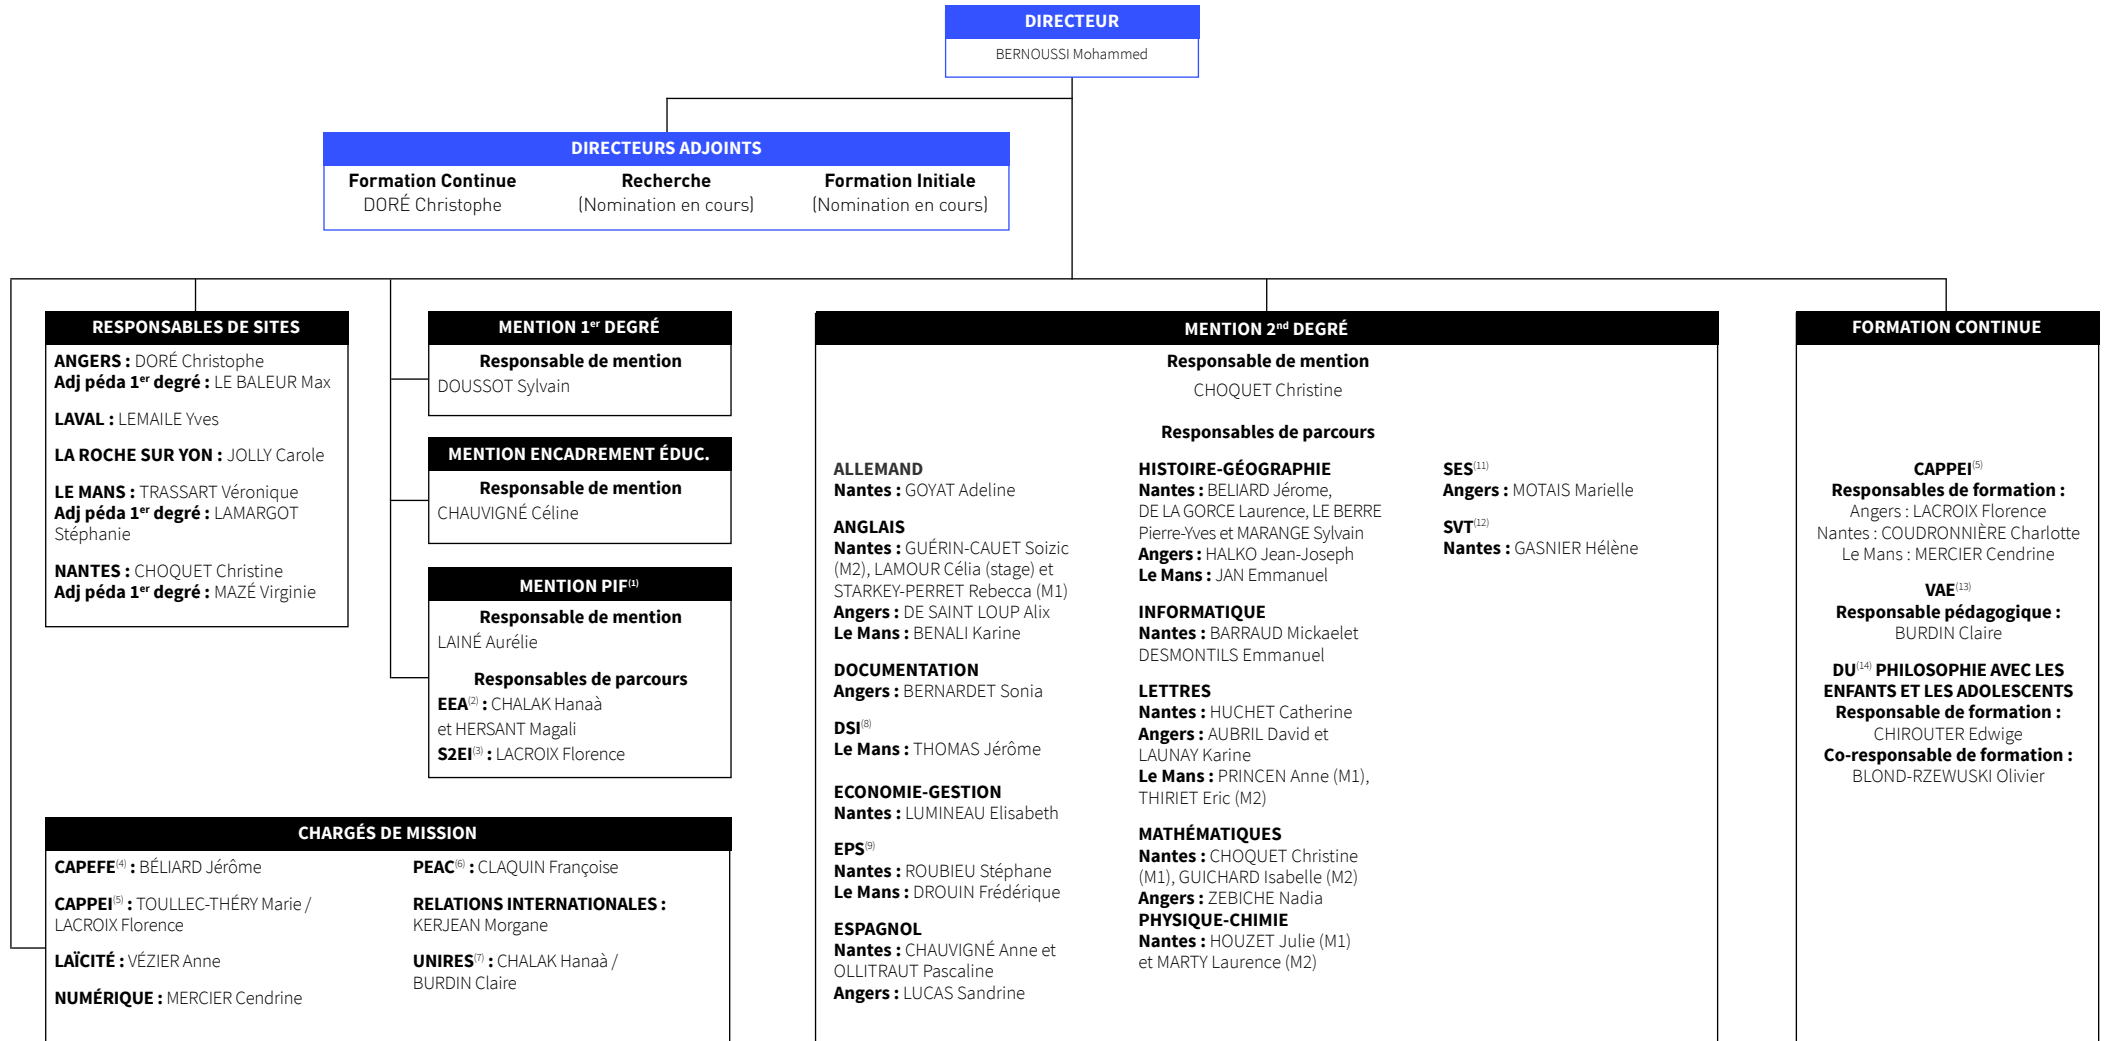 DIRECTEUR
BERNOUSSI Mohammed
DIRECTEURS ADJOINTS
Formation Continue
DORÉ Christophe
Recherche
(Nomination en cours)
Formation Initiale
(Nomination en cours)
RESPONSABLES DE SITES
ANGERS : DORÉ Christophe
Adj péda 1er degré : LE BALEUR Max
LAVAL : LEMAILE Yves
LA ROCHE SUR YON : JOLLY Carole
LE MANS : TRASSART Véronique
Adj péda 1er degré : LAMARGOT
Stéphanie
NANTES : CHOQUET Christine
Adj péda 1er degré : MAZÉ Virginie
MENTION 1er DEGRÉ
Responsable de mention
DOUSSOT Sylvain
MENTION ENCADREMENT ÉDUC.
Responsable de mention
CHAUVIGNÉ Céline
MENTION PIF(1)
Responsable de mention
LAINÉ Aurélie
Responsables de parcours
EEA(2) : CHALAK Hanaà
et HERSANT Magali
S2EI(3) : LACROIX Florence
CHARGÉS DE MISSION
CAPEFE(4) : BÉLIARD Jérôme
CAPPEI(5) : TOULLEC-THÉRY Marie /
LACROIX Florence
LAÏCITÉ : VÉZIER Anne
NUMÉRIQUE : MERCIER Cendrine
PEAC(6) : CLAQUIN Françoise
RELATIONS INTERNATIONALES :
KERJEAN Morgane
UNIRES(7) : CHALAK Hanaà /
BURDIN Claire
MENTION 2nd DEGRÉ
Responsable de mention
CHOQUET Christine
Responsables de parcours
ALLEMAND
Nantes : GOYAT Adeline
ANGLAIS
Nantes : GUÉRIN-CAUET Soizic
(M2), LAMOUR Célia (stage) et
STARKEY-PERRET Rebecca (M1)
Angers : DE SAINT LOUP Alix
Le Mans : BENALI Karine
DOCUMENTATION
Angers : BERNARDET Sonia
DSI(8)
Le Mans : THOMAS Jérôme
ECONOMIE-GESTION
Nantes : LUMINEAU Elisabeth
EPS(9)
Nantes : ROUBIEU Stéphane
Le Mans : DROUIN Frédérique
ESPAGNOL
Nantes : CHAUVIGNÉ Anne et
OLLITRAUT Pascaline
Angers : LUCAS Sandrine
HISTOIRE-GÉOGRAPHIE
Nantes : BELIARD Jérome,
DE LA GORCE Laurence, LE BERRE
Pierre-Yves et MARANGE Sylvain
Angers : HALKO Jean-Joseph
Le Mans : JAN Emmanuel
INFORMATIQUE
Nantes : BARRAUD Mickaelet
DESMONTILS Emmanuel
LETTRES
Nantes : HUCHET Catherine
Angers : AUBRIL David et
LAUNAY Karine
Le Mans : PRINCEN Anne (M1),
THIRIET Eric (M2)
MATHÉMATIQUES
Nantes : CHOQUET Christine
(M1), GUICHARD Isabelle (M2)
Angers : ZEBICHE Nadia
PHYSIQUE-CHIMIE
Nantes : HOUZET Julie (M1)
et MARTY Laurence (M2)
SES(11)
Angers : MOTAIS Marielle
SVT(12)
Nantes : GASNIER Hélène
FORMATION CONTINUE
CAPPEI(5)
Responsables de formation :
Angers : LACROIX Florence
Nantes : COUDRONNIÈRE Charlotte
Le Mans : MERCIER Cendrine
VAE(13)
Responsable pédagogique :
BURDIN Claire
DU(14) PHILOSOPHIE AVEC LES
ENFANTS ET LES ADOLESCENTS
Responsable de formation :
CHIROUTER Edwige
Co-responsable de formation :
BLOND-RZEWUSKI Olivier